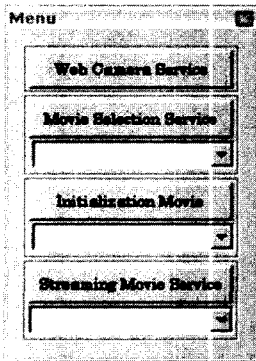 Menu
Web Camera Service
Movie Selection Service
Initialization Movie
Streaming Movie Service